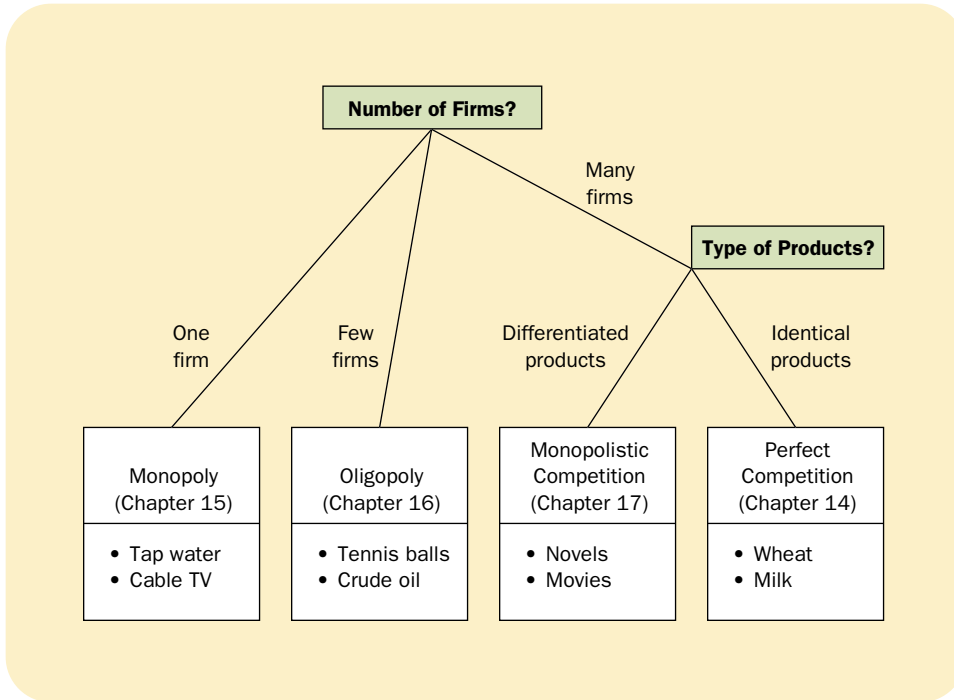 Number of Firms?
Many
firms
Type of Products?
One
firm
Few
firms
Differentiated
products
Identical
products
Monopoly
(Chapter 15)
• Tap water
• Cable TV
Oligopoly
(Chapter 16)
• Tennis balls
• Crude oil
Monopolistic
Competition
(Chapter 17)
• Novels
• Movies
Perfect
Competition
(Chapter 14)
• Wheat
• Milk